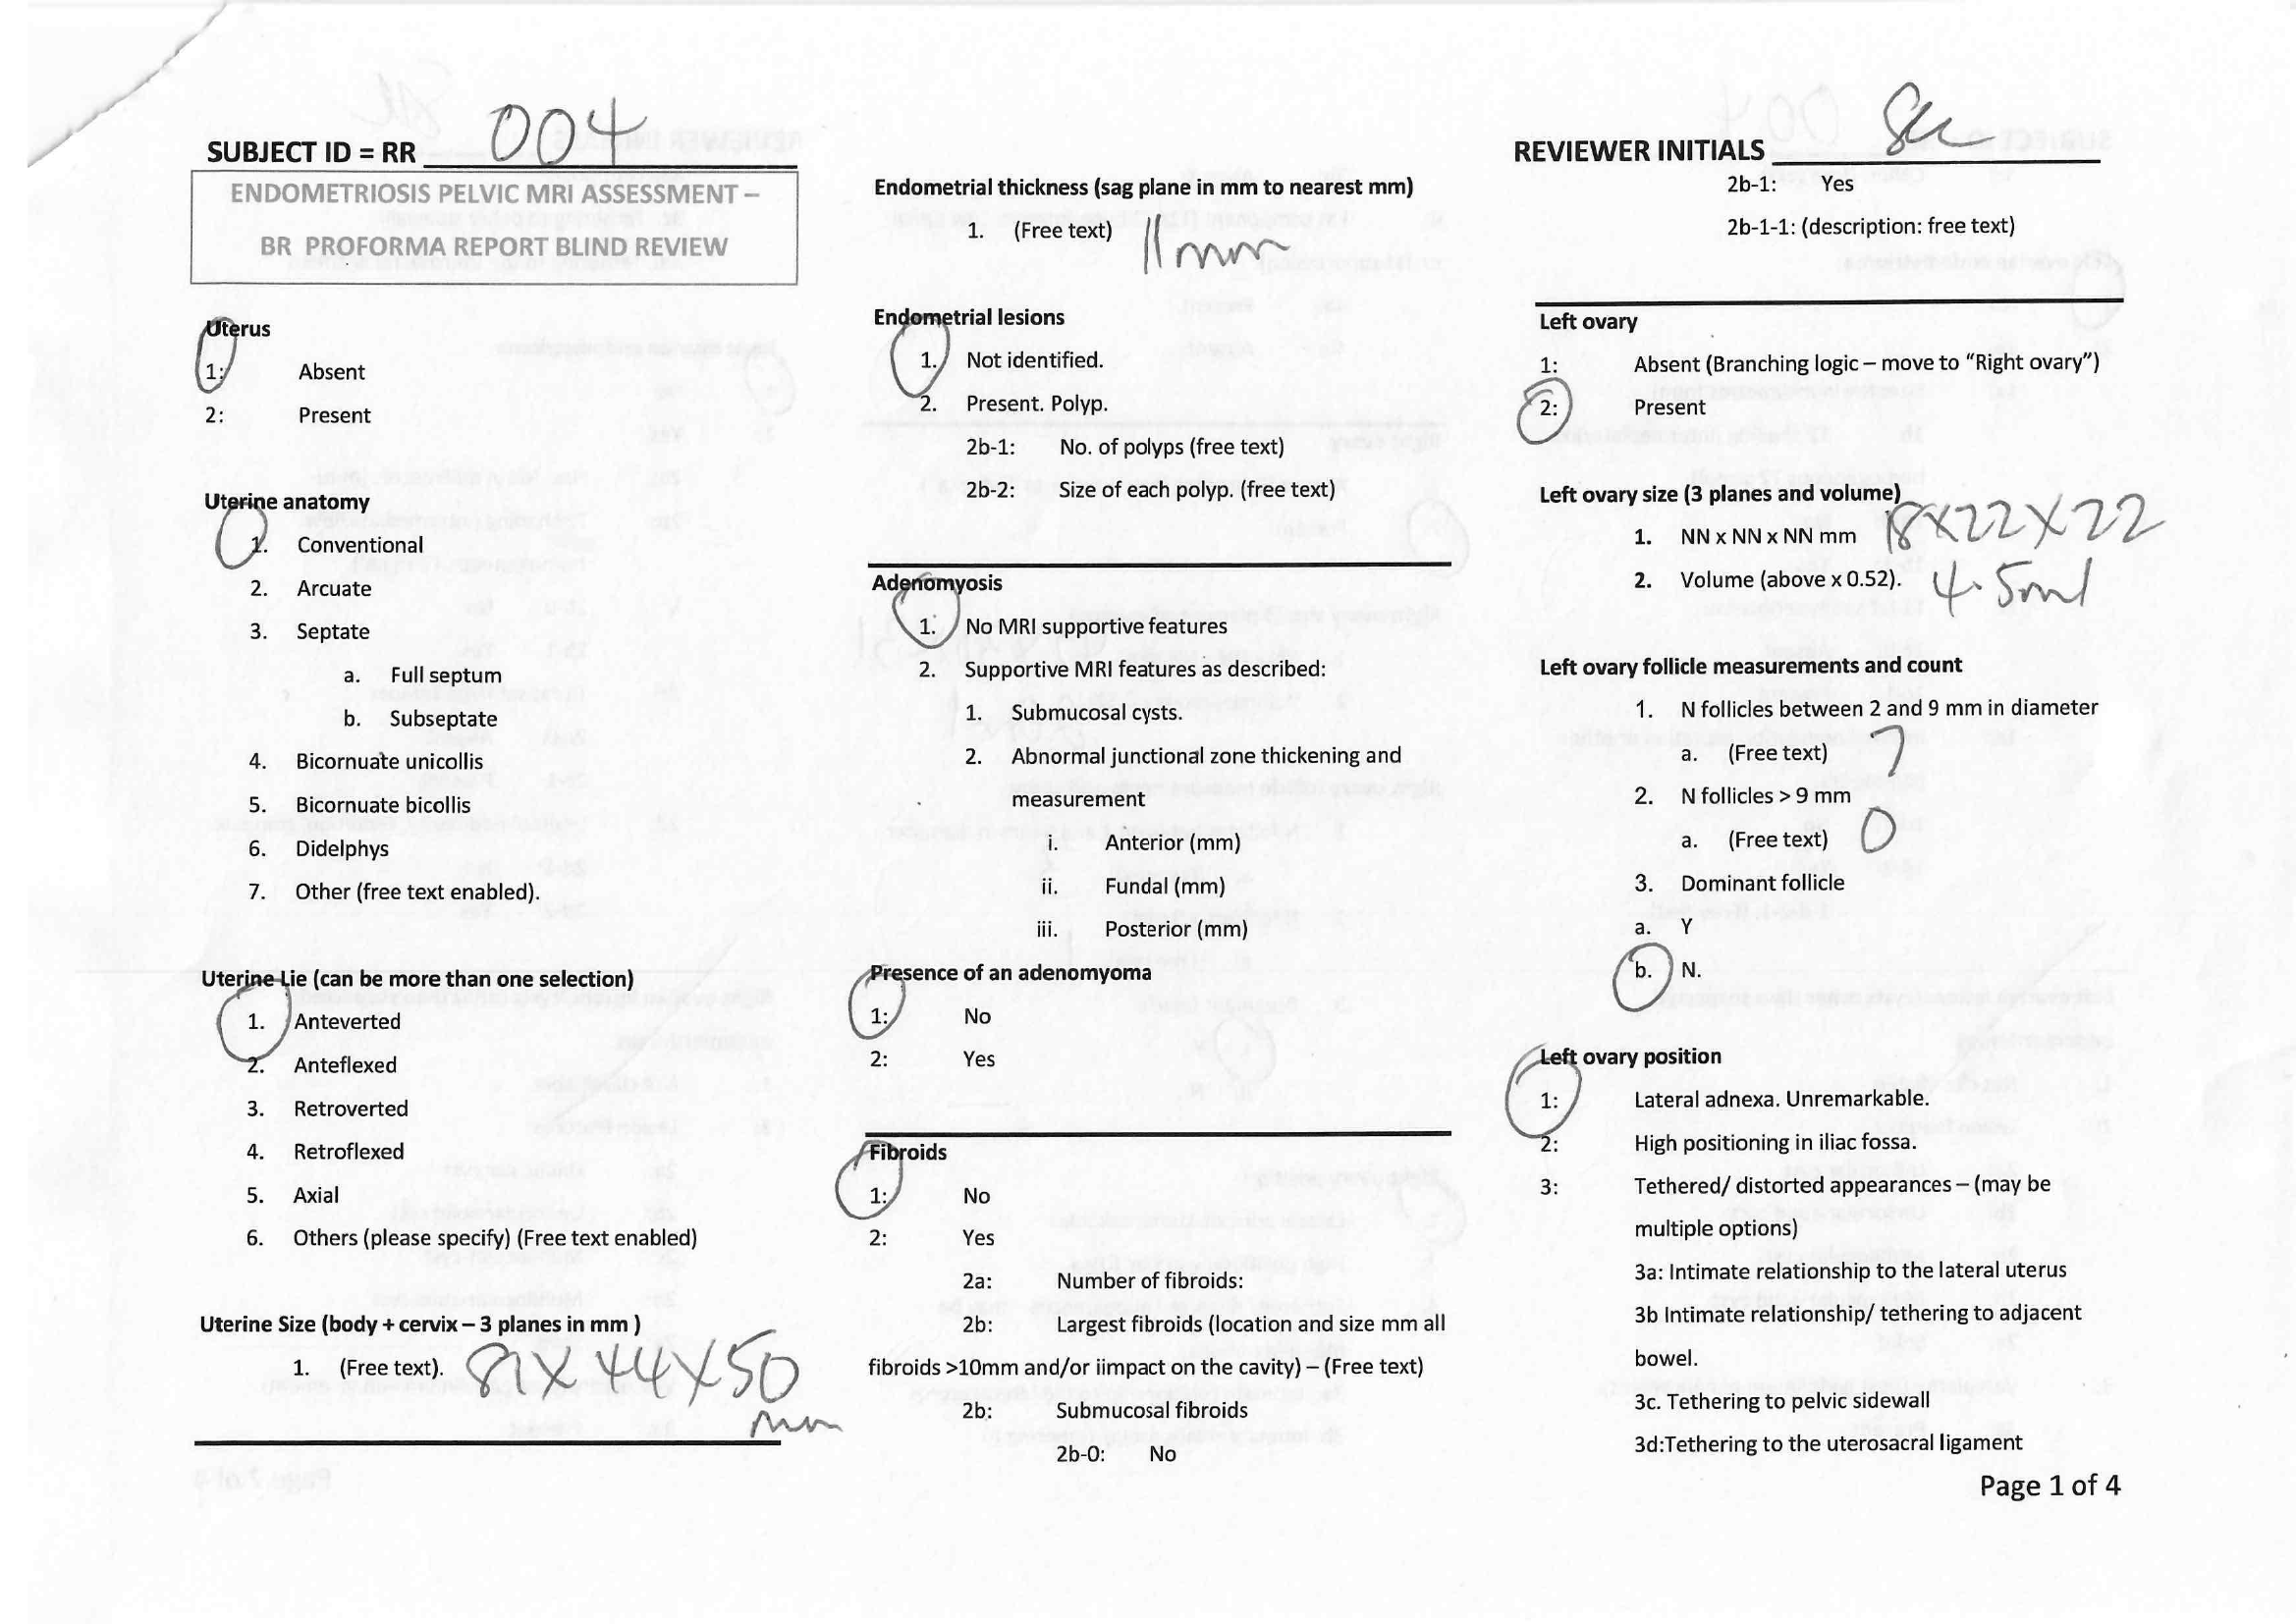 SUBJECT ID = RR 004
ENDOMETRIOSIS PELVIC MRI ASSESSMENT –
BR PROFORMA REPORT BLIND REVIEW
Uterus
1: Absent
2: Present
Uterine anatomy
1. Conventional
2. Arcuate
3. Septate
a. Full septum
b. Subseptate
4. Bicornuate unicollis
5. Bicornuate bicollis
6. Didelphys
7. Other (free text enabled).
Uterine Lie (can be more than one selection)
1. Anteverted
2. Anteflexed
3. Retroverted
4. Retroflexed
5. Axial
6. Others (please specify) (Free text enabled)
Uterine Size (body + cervix – 3 planes in mm )
1. (Free text). 81 X 44 X 50
mm
Endometrial thickness (sag plane in mm to nearest mm)
1. (Free text) 11mm
Endometrial lesions
1. Not identified.
2. Present. Polyp.
2b-1: No. of polyps (free text)
2b-2: Size of each polyp. (free text)
Adenomyosis
1. No MRI supportive features
2. Supportive MRI features as described:
1. Submucosal cysts.
2. Abnormal junctional zone thickening and
measurement
i. Anterior (mm)
ii. Fundal (mm)
iii. Posterior (mm)
Presence of an adenomyoma
1: No
2: Yes
Fibroids
1: No
2: Yes
2a: Number of fibroids:
2b: Largest fibroids (location and size mm all
fibroids >10mm and/or iimpact on the cavity) – (Free text)
2b: Submucosal fibroids
2b-0: No
REVIEWER INITIALS
2b-1: Yes
2b-1-1: (description: free text)
Left ovary
1: Absent (Branching logic – move to “Right ovary”)
2: Present
Left ovary size (3 planes and volume)
1. NN x NN x NN mm 18X22X22
2. Volume (above x 0.52). 4.5ml
Left ovary follicle measurements and count
1. N follicles between 2 and 9 mm in diameter
a. (Free text) 7
2. N follicles > 9 mm
a. (Free text) 0
3. Dominant follicle
a. Y
b. N.
Left ovary position
1: Lateral adnexa. Unremarkable.
2: High positioning in iliac fossa.
3: Tethered/ distorted appearances – (may be
multiple options)
3a: Intimate relationship to the lateral uterus
3b Intimate relationship/ tethering to adjacent
bowel.
3c. Tethering to pelvic sidewall
3d:Tethering to the uterosacral ligament
Page 1 of 4